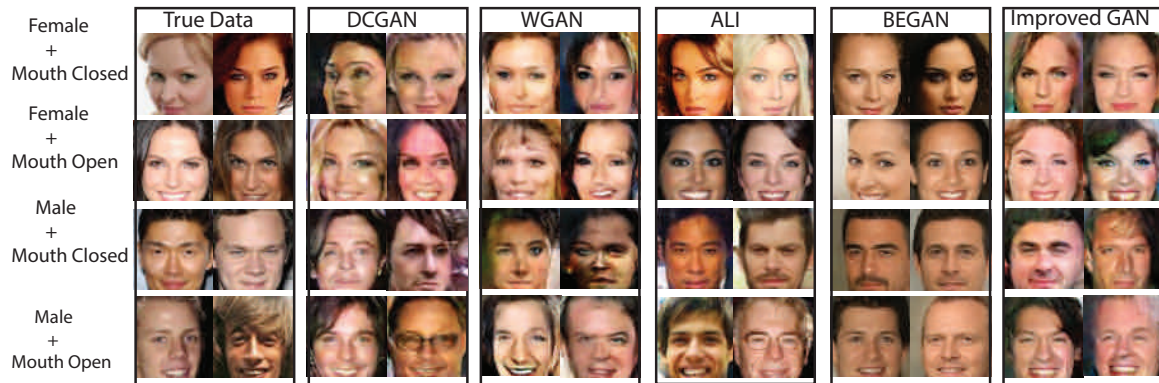 True Data DCGAN WGAN ALI BEGAN Improved GAN
Female
+
Mouth Closed
Female
+
Mouth Open
Male
+
Mouth Closed
Male
+
Mouth Open